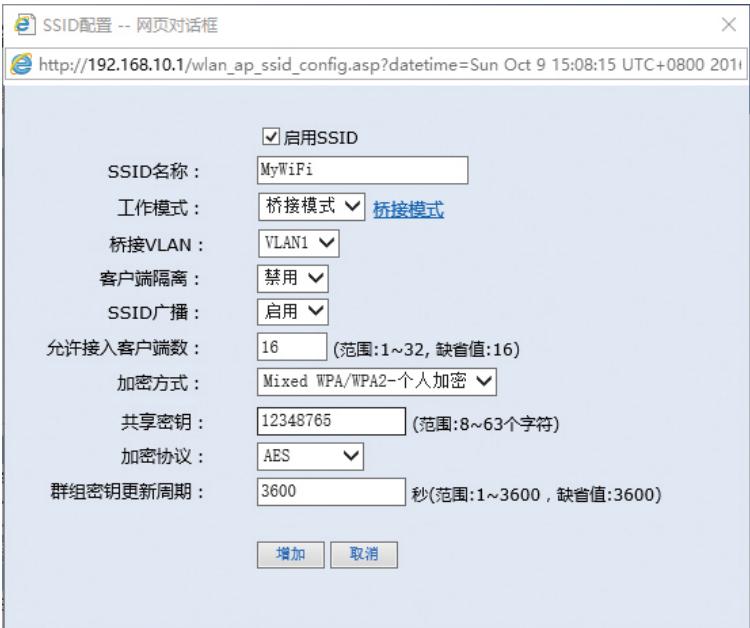 SSID配置 -- 网页对话框
http://192.168.10.1/wlan_ap_ssid_config.asp?datetime=Sun Oct 9 15:08:15 UTC+0800 201
启用SSID
SSID名称： MyWiFi
工作模式： 桥接模式 桥接模式
桥接VLAN： VLAN1
客户端隔离： 禁用
SSID广播： 启用
允许接入客户端数： 16 (范围:1~32, 缺省值:16)
加密方式： Mixed WPA/WPA2-个人加密
共享密钥： 12348765 (范围:8~63个字符)
加密协议： AES
群组密钥更新周期： 3600 秒(范围:1~3600，缺省值:3600)
增加 取消